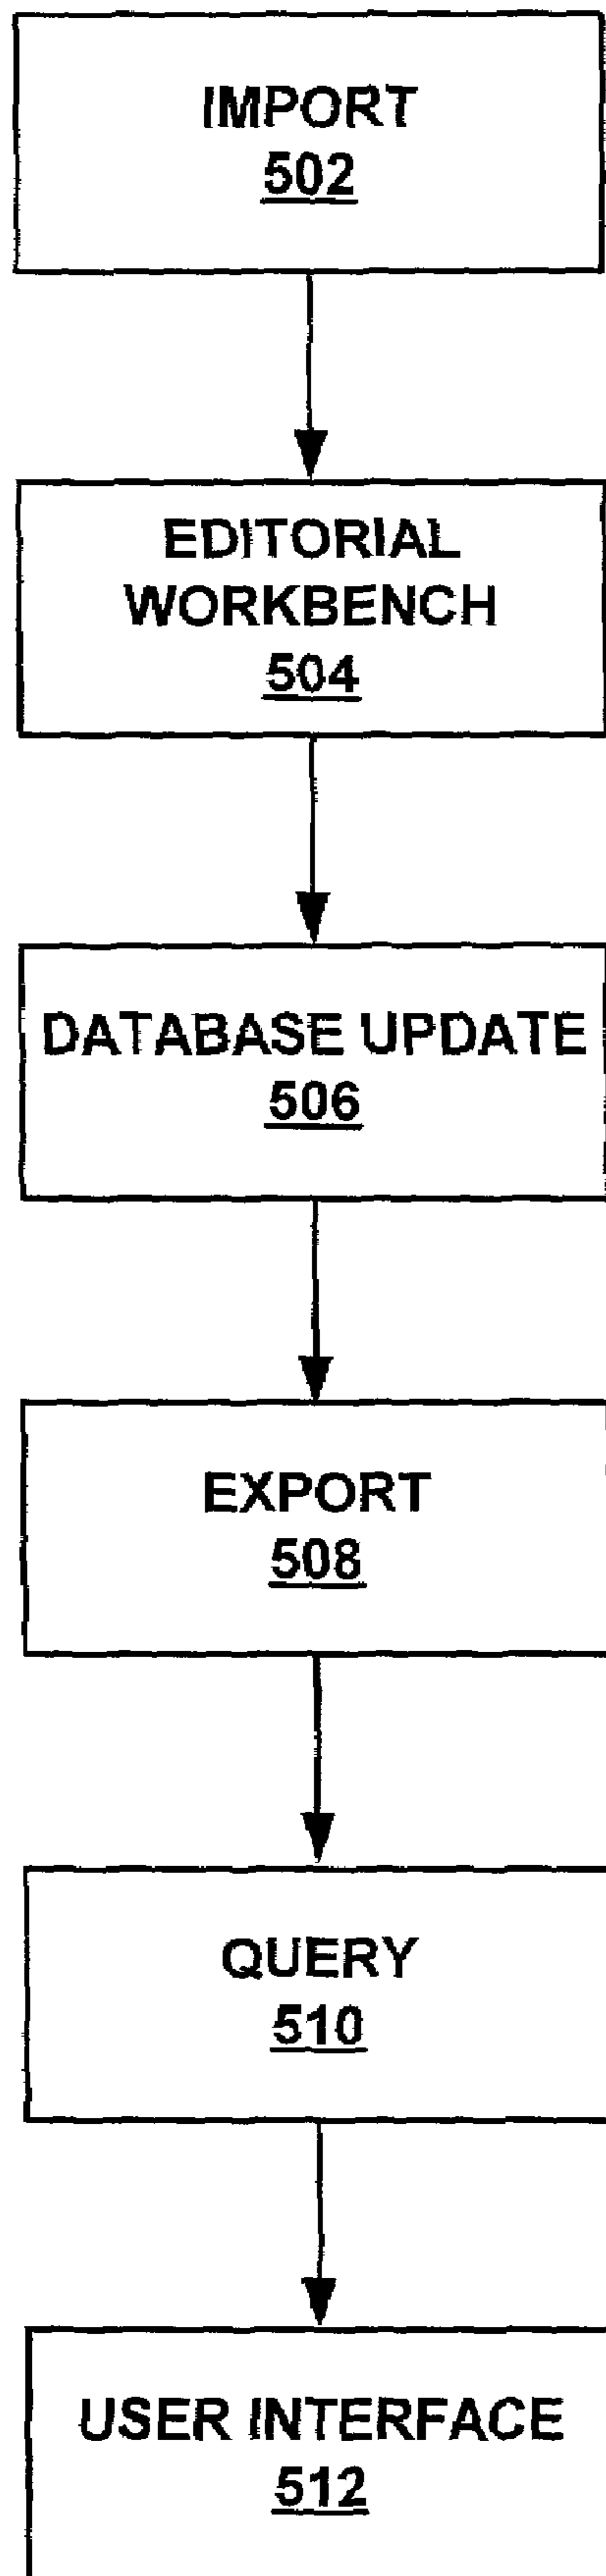 IMPORT
502
EDITORIAL
WORKBENCH
504
DATABASE UPDATE
506
EXPORT
508
QUERY
510
USER INTERFACE
512